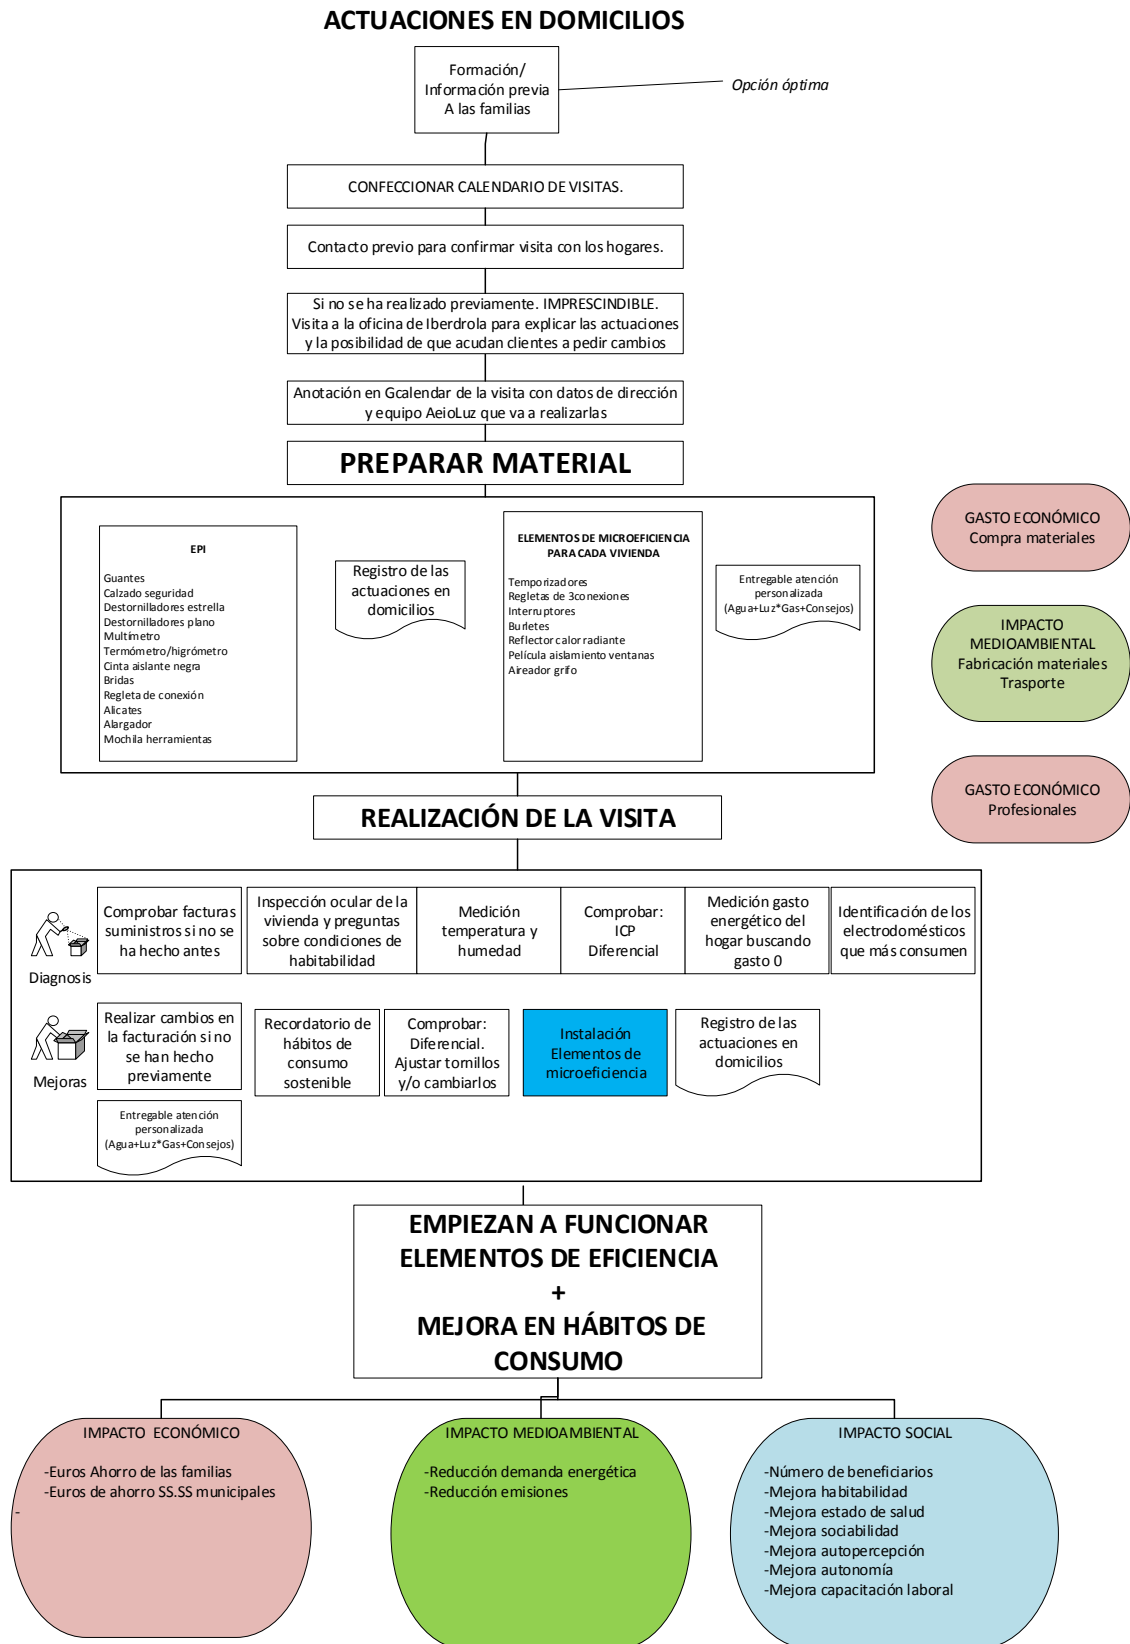 ACTUACIONES EN DOMICILIOS
Formación/
Información previa
A las familias
Opción óptima
CONFECCIONAR CALENDARIO DE VISITAS.
Contacto previo para confirmar visita con los hogares.
Si no se ha realizado previamente. IMPRESCINDIBLE.
Visita a la oficina de Iberdrola para explicar las actuaciones
y la posibilidad de que acudan clientes a pedir cambios
Anotación en Gcalendar de la visita con datos de dirección
y equipo AeioLuz que va a realizarlas
PREPARAR MATERIAL
EPI
Guantes
Calzado seguridad
Destornilladores estrella
Destornilladores plano
Multímetro
Termómetro/higrómetro
Cinta aislante negra
Bridas
Regleta de conexión
Alicates
Alargador
Mochila herramientas
Registro de las
actuaciones en
domicilios
ELEMENTOS DE MICROEFICIENCIA
PARA CADA VIVIENDA
Temporizadores
Regletas de 3conexiones
Interruptores
Burletes
Reflector calor radiante
Película aislamiento ventanas
Aireador grifo
Entregable atención
personalizada
(Agua+Luz*Gas+Consejos)
GASTO ECONÓMICO
Compra materiales
IMPACTO
MEDIOAMBIENTAL
Fabricación materiales
Trasporte
GASTO ECONÓMICO
Profesionales
REALIZACIÓN DE LA VISITA
Diagnosis
Comprobar facturas
suministros si no se
ha hecho antes
Inspección ocular de la
vivienda y preguntas
sobre condiciones de
habitabilidad
Medición
temperatura y
humedad
Comprobar:
ICP
Diferencial
Medición gasto
energético del
hogar buscando
gasto 0
Identificación de los
electrodomésticos
que más consumen
Mejoras
Realizar cambios en
la facturación si no
se han hecho
previamente
Recordatorio de
hábitos de
consumo
sostenible
Comprobar:
Diferencial.
Ajustar tornillos
y/o cambiarlos
Instalación
Elementos de
microeficiencia
Registro de las
actuaciones en
domicilios
Entregable atención
personalizada
(Agua+Luz*Gas+Consejos)
EMPIEZAN A FUNCIONAR
ELEMENTOS DE EFICIENCIA
+
MEJORA EN HÁBITOS DE
CONSUMO
IMPACTO ECONÓMICO
-Euros Ahorro de las familias
-Euros de ahorro SS.SS municipales
-
IMPACTO MEDIOAMBIENTAL
-Reducción demanda energética
-Reducción emisiones
IMPACTO SOCIAL
-Número de beneficiarios
-Mejora habitabilidad
-Mejora estado de salud
-Mejora sociabilidad
-Mejora autopercepción
-Mejora autonomía
-Mejora capacitación laboral